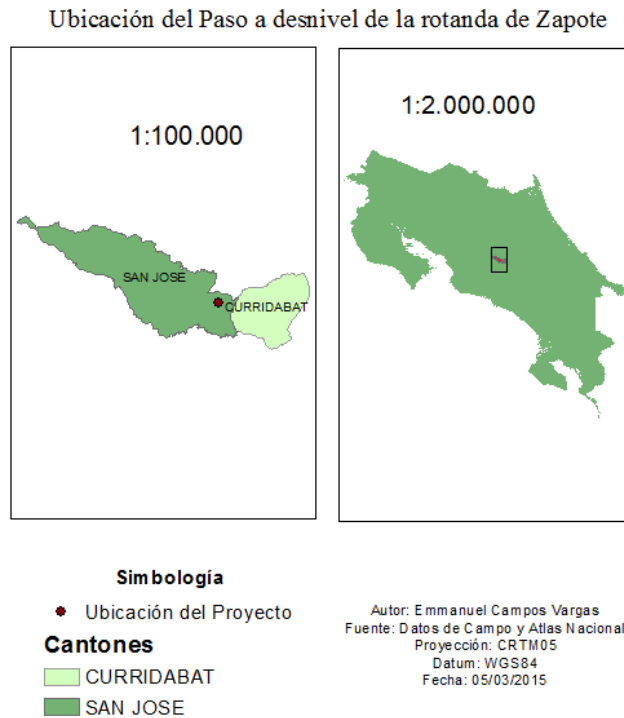 Ubicación del Paso a desnivel de la rotanda de Zapote
1:100.000
SAN JOSE
CURRIDABAT
1:2.000.000
Simbología
Ubicación del Proyecto
Cantones
CURRIDABAT
SAN JOSE
Autor: Emmanuel Campos Vargas
Fuente: Datos de Campo y Atlas Nacional
Proyección: CRTM05
Datum: WGS84
Fecha: 05/03/2015